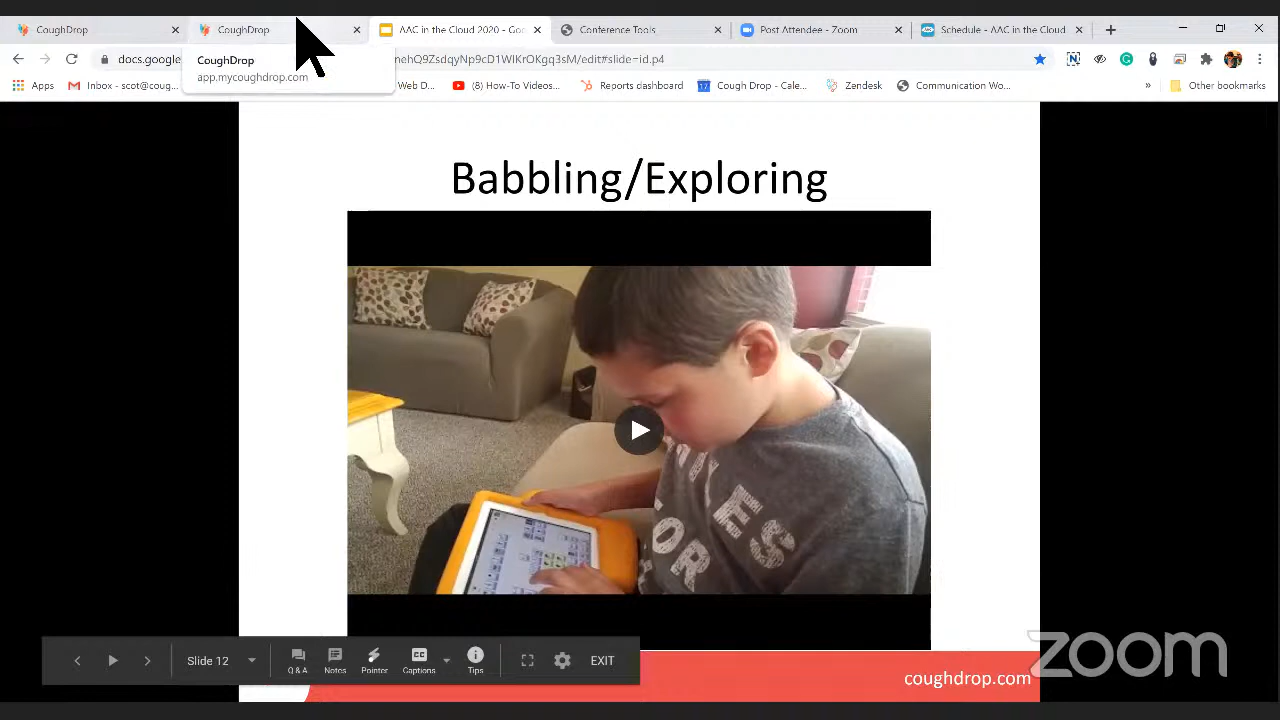 CoughDrop
CoughDrop
AAC in the Cloud 2020 - Goo
Conference Tools
Post Attendee - Zoom
Schedule - AAC in the Cloud
docs.google
edit#slide=id.p4
CoughDrop
app.mycoughdrop.com
Apps
Inbox - scot@coug...
Web D...
(8) How-To Videos...
Reports dashboard
Cough Drop - Cale...
Zendesk
Communication Wo...
»
Other bookmarks
Babbling/Exploring
Slide 12
Q & A
Notes
Pointer
CC
Captions
Tips
EXIT
coughdrop.com
zoom